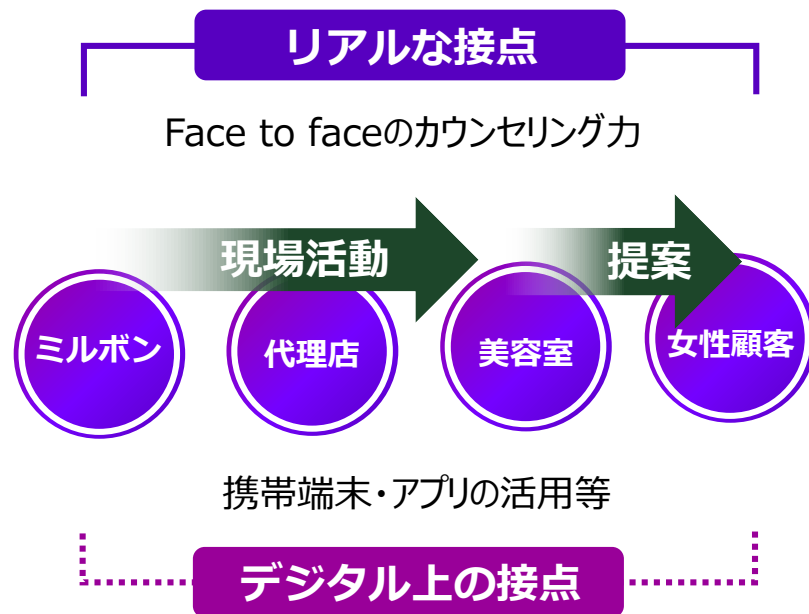 リアルな接点
Face to faceのカウンセリング力
現場活動
提案
ミルボン
代理店
美容室
女性顧客
携帯端末・アプリの活用等
デジタル上の接点